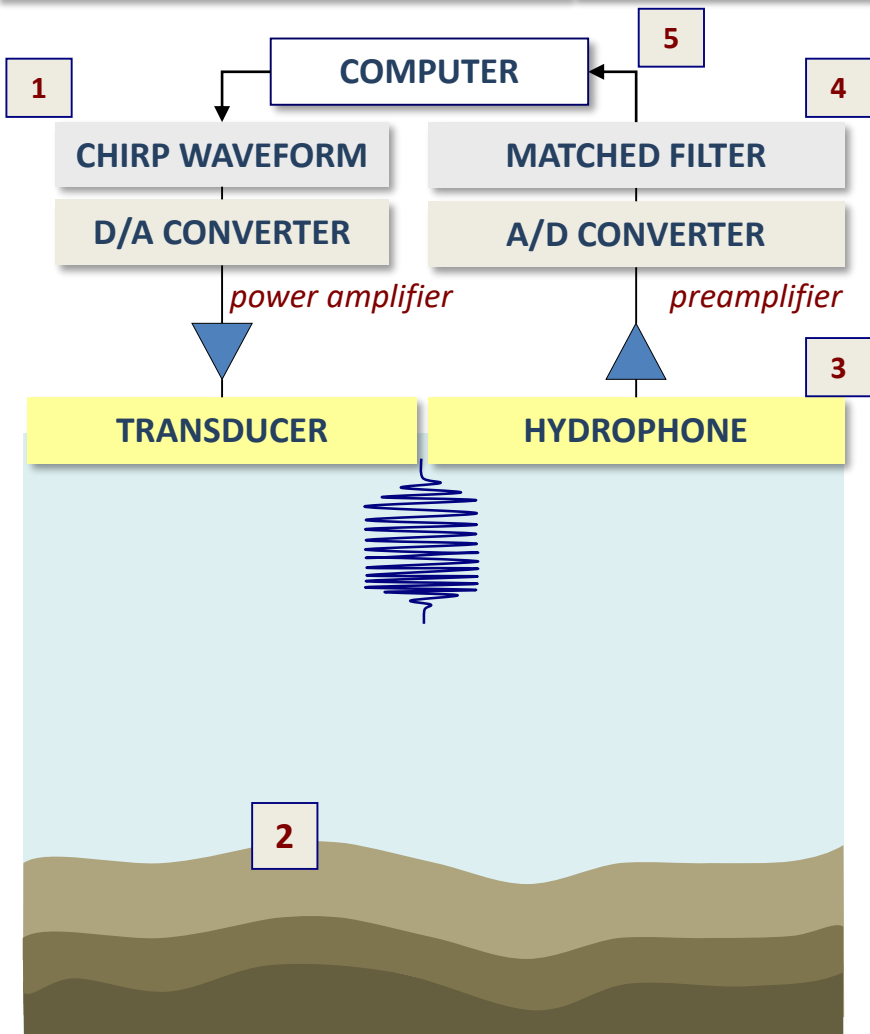 5
COMPUTER
1
4
CHIRP WAVEFORM
MATCHED FILTER
D/A CONVERTER
A/D CONVERTER
power amplifier
preamplifier
3
TRANSDUCER
HYDROPHONE
2